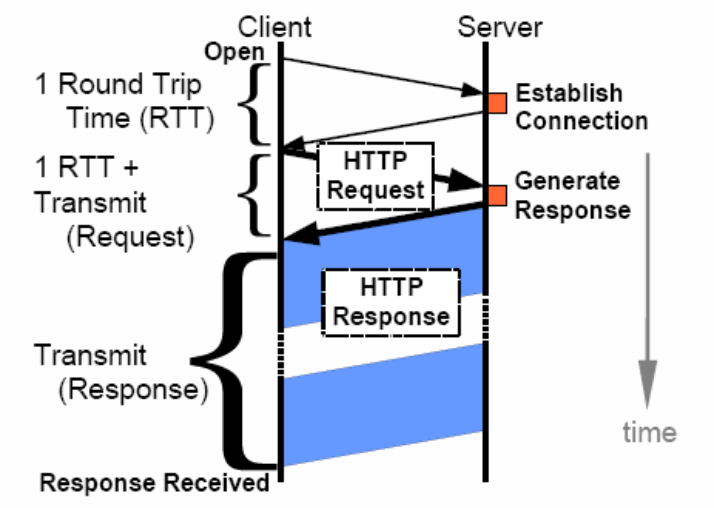 Client
Server
Open
1 Round Trip
Time (RTT)
Establish
Connection
1 RTT +
Transmit
(Request)
HTTP
Request
Generate
Response
HTTP
Response
Transmit
(Response)
time
Response Received